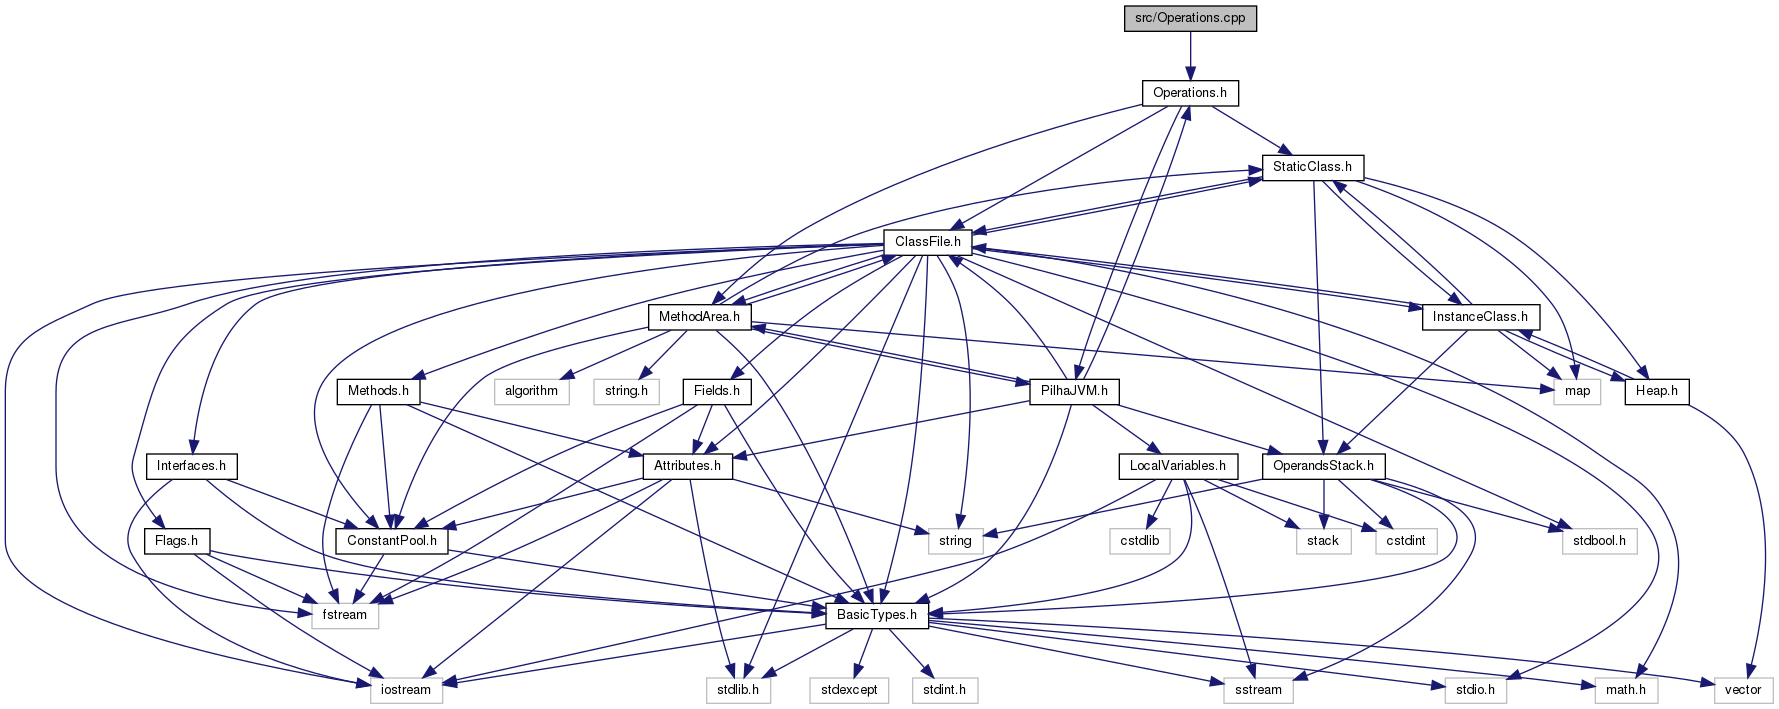 src/Operations.cpp
Operations.h
StaticClass.h
ClassFile.h
MethodArea.h
InstanceClass.h
Methods.h
algorithm
string.h
Fields.h
PilhaJVM.h
map
Heap.h
Interfaces.h
Attributes.h
LocalVariables.h
OperandsStack.h
Flags.h
ConstantPool.h
string
cstdlib
stack
cstdint
stdbool.h
fstream
BasicTypes.h
iostream
stdlib.h
stdexcept
stdint.h
sstream
stdio.h
math.h
vector